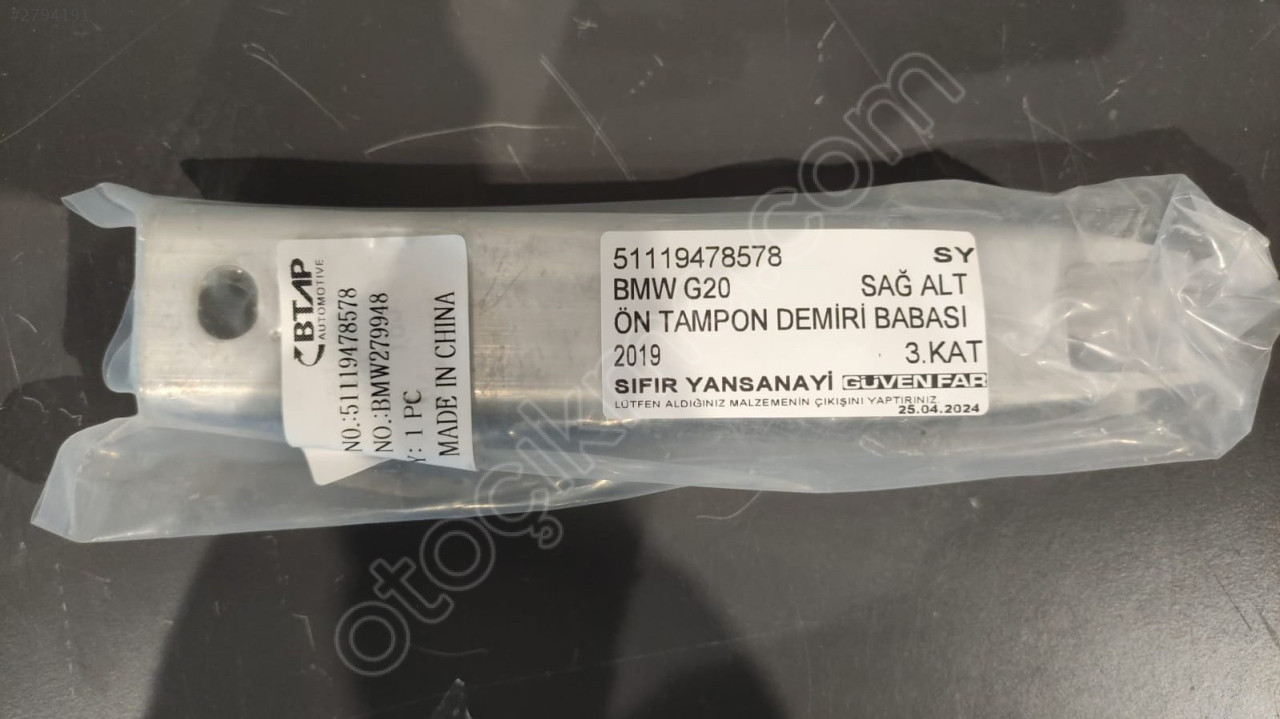 #2794191
BTAP
AUTOMOTIVE
NO.:51119478578
NO.:BMW279948
Y: 1 PC
MADE IN CHINA
51119478578 SY
BMW G20 SAĞ ALT
ÖN TAMPON DEMİRİ BABASI
2019 3.KAT
SIFIR YANSANAYİ GÜVEN FAR
LÜTFEN ALDIĞINIZ MALZEMENİN ÇIKIŞINI YAPTIRINIZ.
25.04.2024
otoçıkma.com